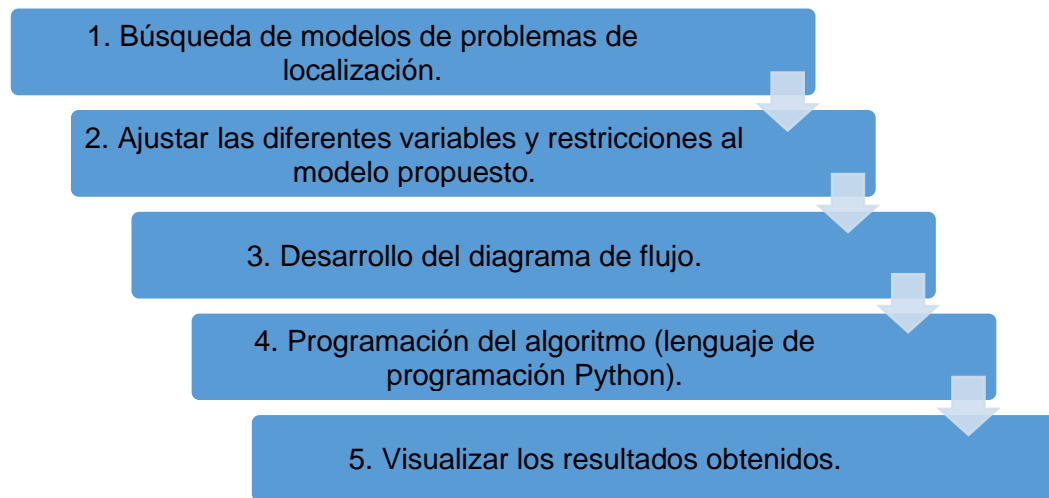 1. Búsqueda de modelos de problemas de
localización.
2. Ajustar las diferentes variables y restricciones al
modelo propuesto.
3. Desarrollo del diagrama de flujo.
4. Programación del algoritmo (lenguaje de
programación Python).
5. Visualizar los resultados obtenidos.